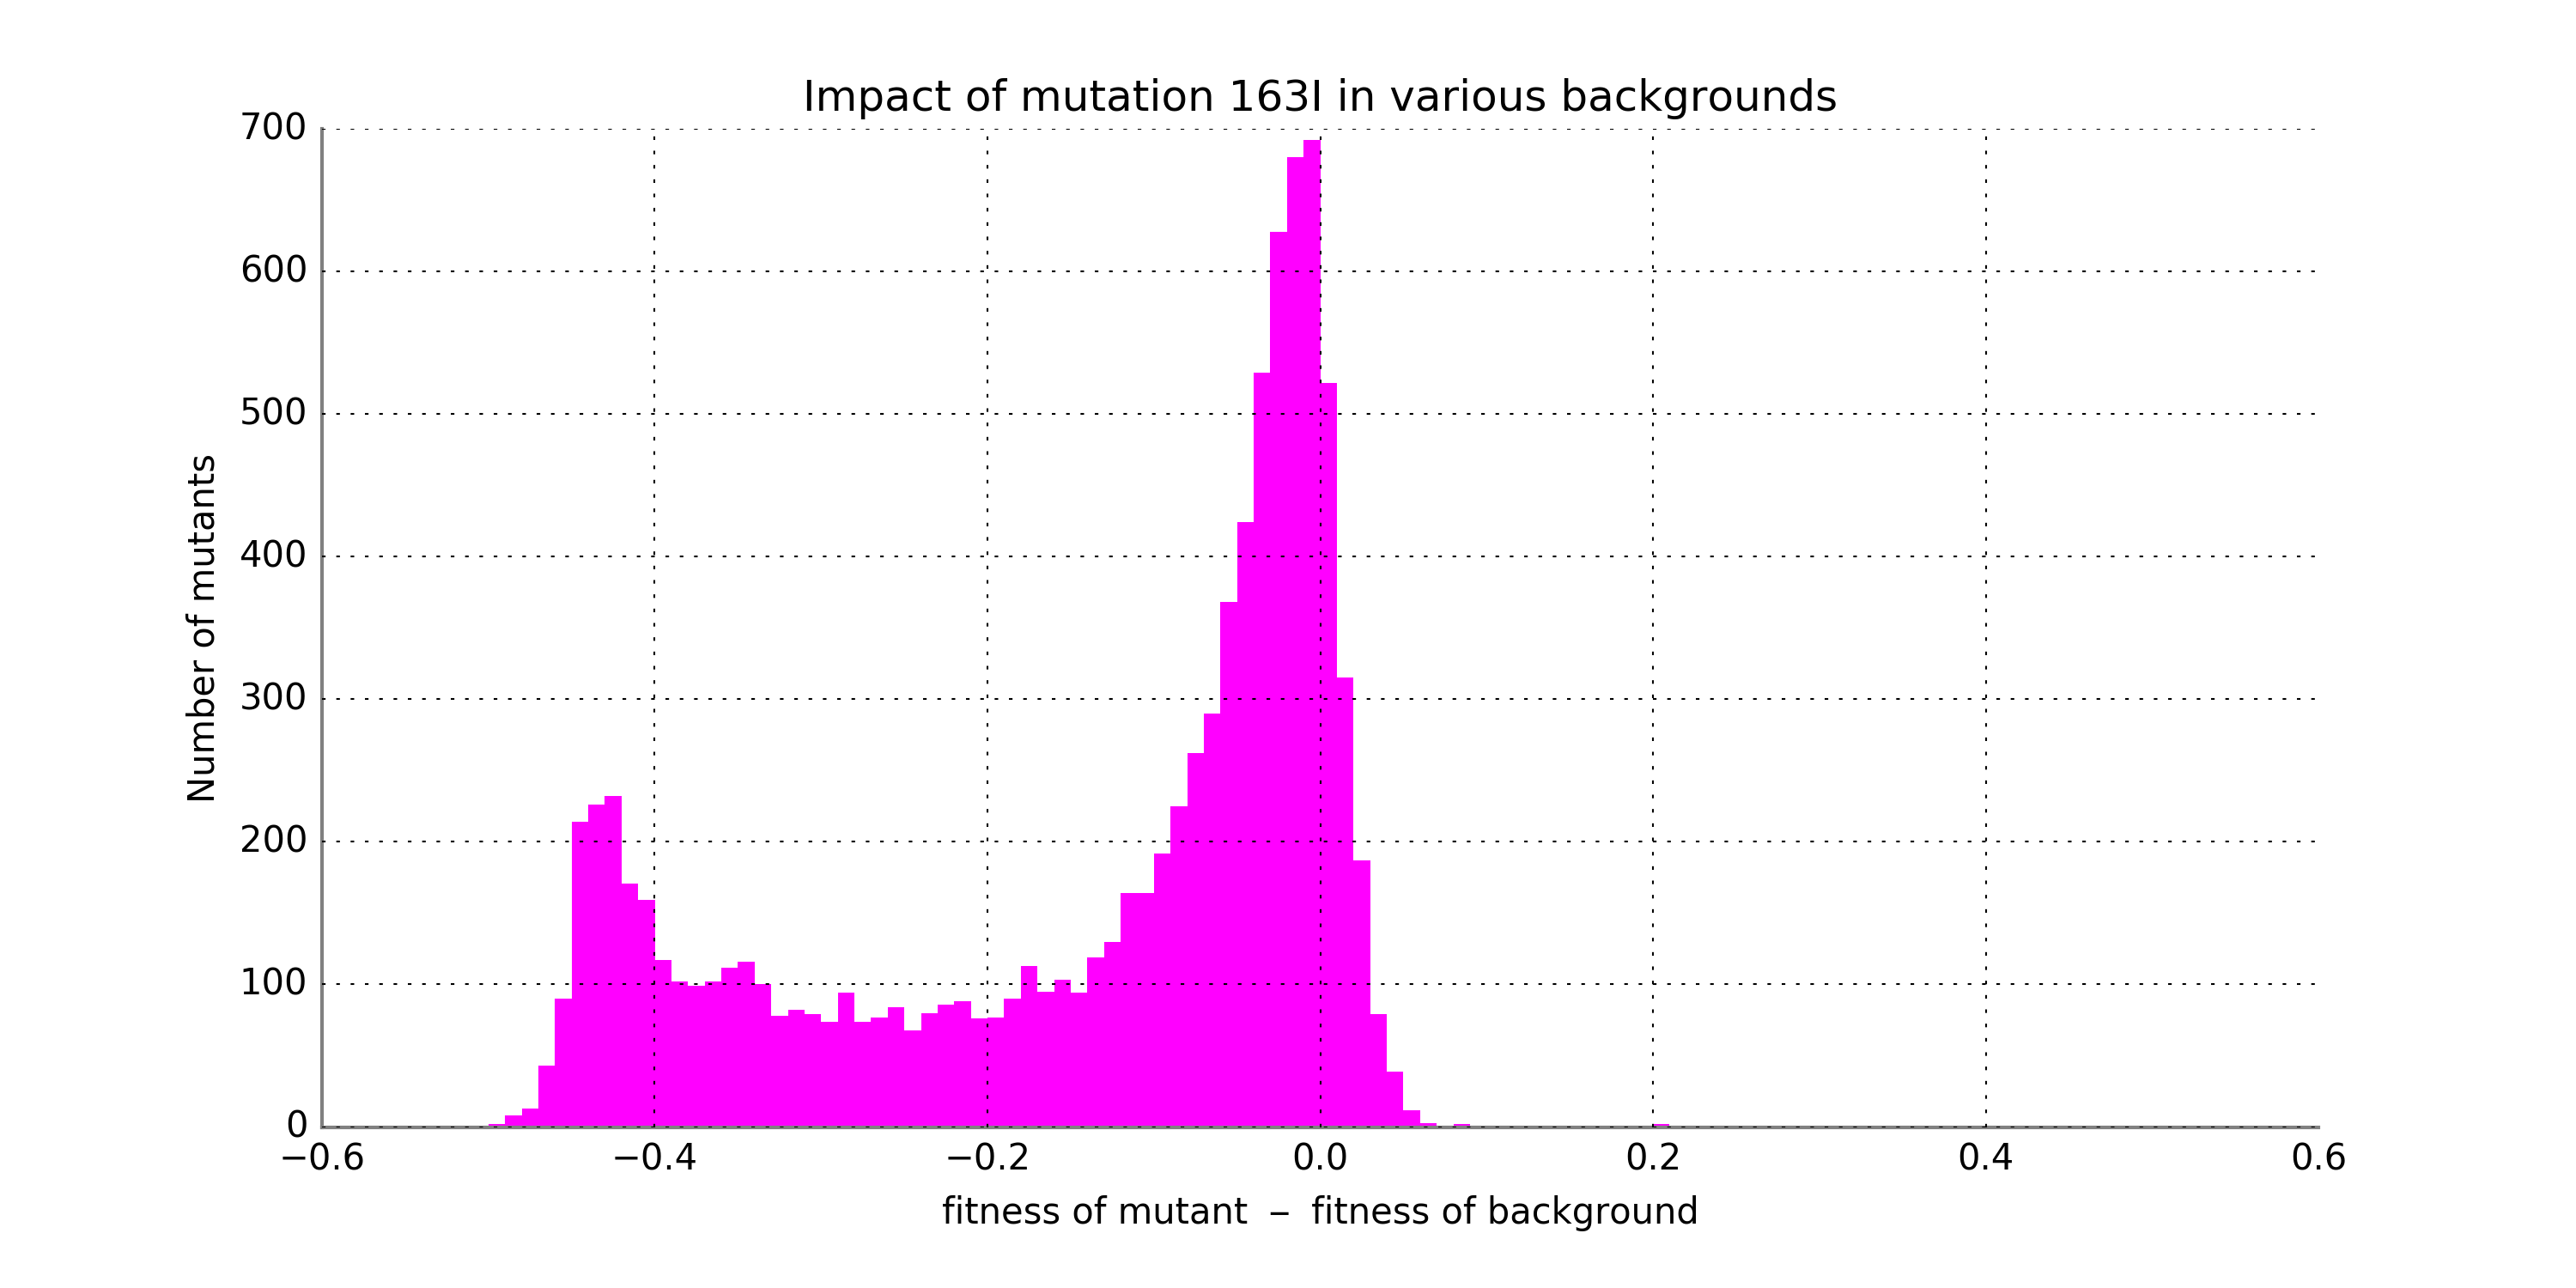 Impact of mutation 163I in various backgrounds
700
600
500
400
300
200
100
0
Number of mutants
−0.6 −0.4 −0.2 0.0 0.2 0.4 0.6
fitness of mutant − fitness of background